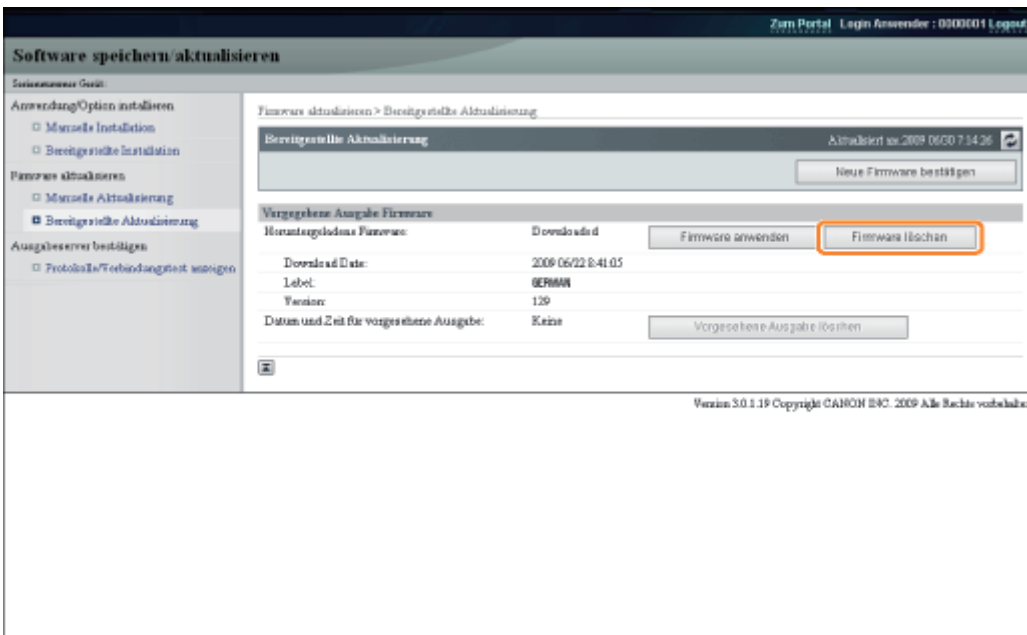 Zum Portal Login Anwender : 0000001 Logout
Software speichern/aktualisieren
Seriennummer Gerät:
Anwendung/Option installieren
Manuelle Installation
Bereitgestellte Installation
Firmware aktualisieren
Manuelle Aktualisierung
Bereitgestellte Aktualisierung
Ausgabeserver bestätigen
Protokolle/Verbindungstest anzeigen
Firmware aktualisieren > Bereitgestellte Aktualisierung
Bereitgestellte Aktualisierung Aktualisiert am:2009 06/30 7:14:26
Neue Firmware bestätigen
Vorgegebene Ausgabe Firmware
Heruntergeladene Firmware: Downloaded Firmware anwenden Firmware löschen
Download Date: 2009 06/22 8:41:05
Label: GERMAN
Version: 129
Datum und Zeit für vorgesehene Ausgabe: Keine Vorgesehene Ausgabe löschen
Version 3.0.1.19 Copyright CANON INC. 2009 Alle Rechte vorbehalten